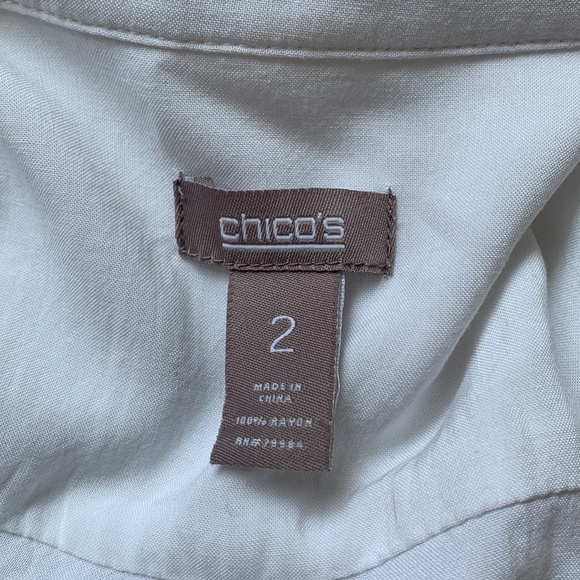 chico's
2
MADE IN
CHINA
100% RAYON
RN# 79984